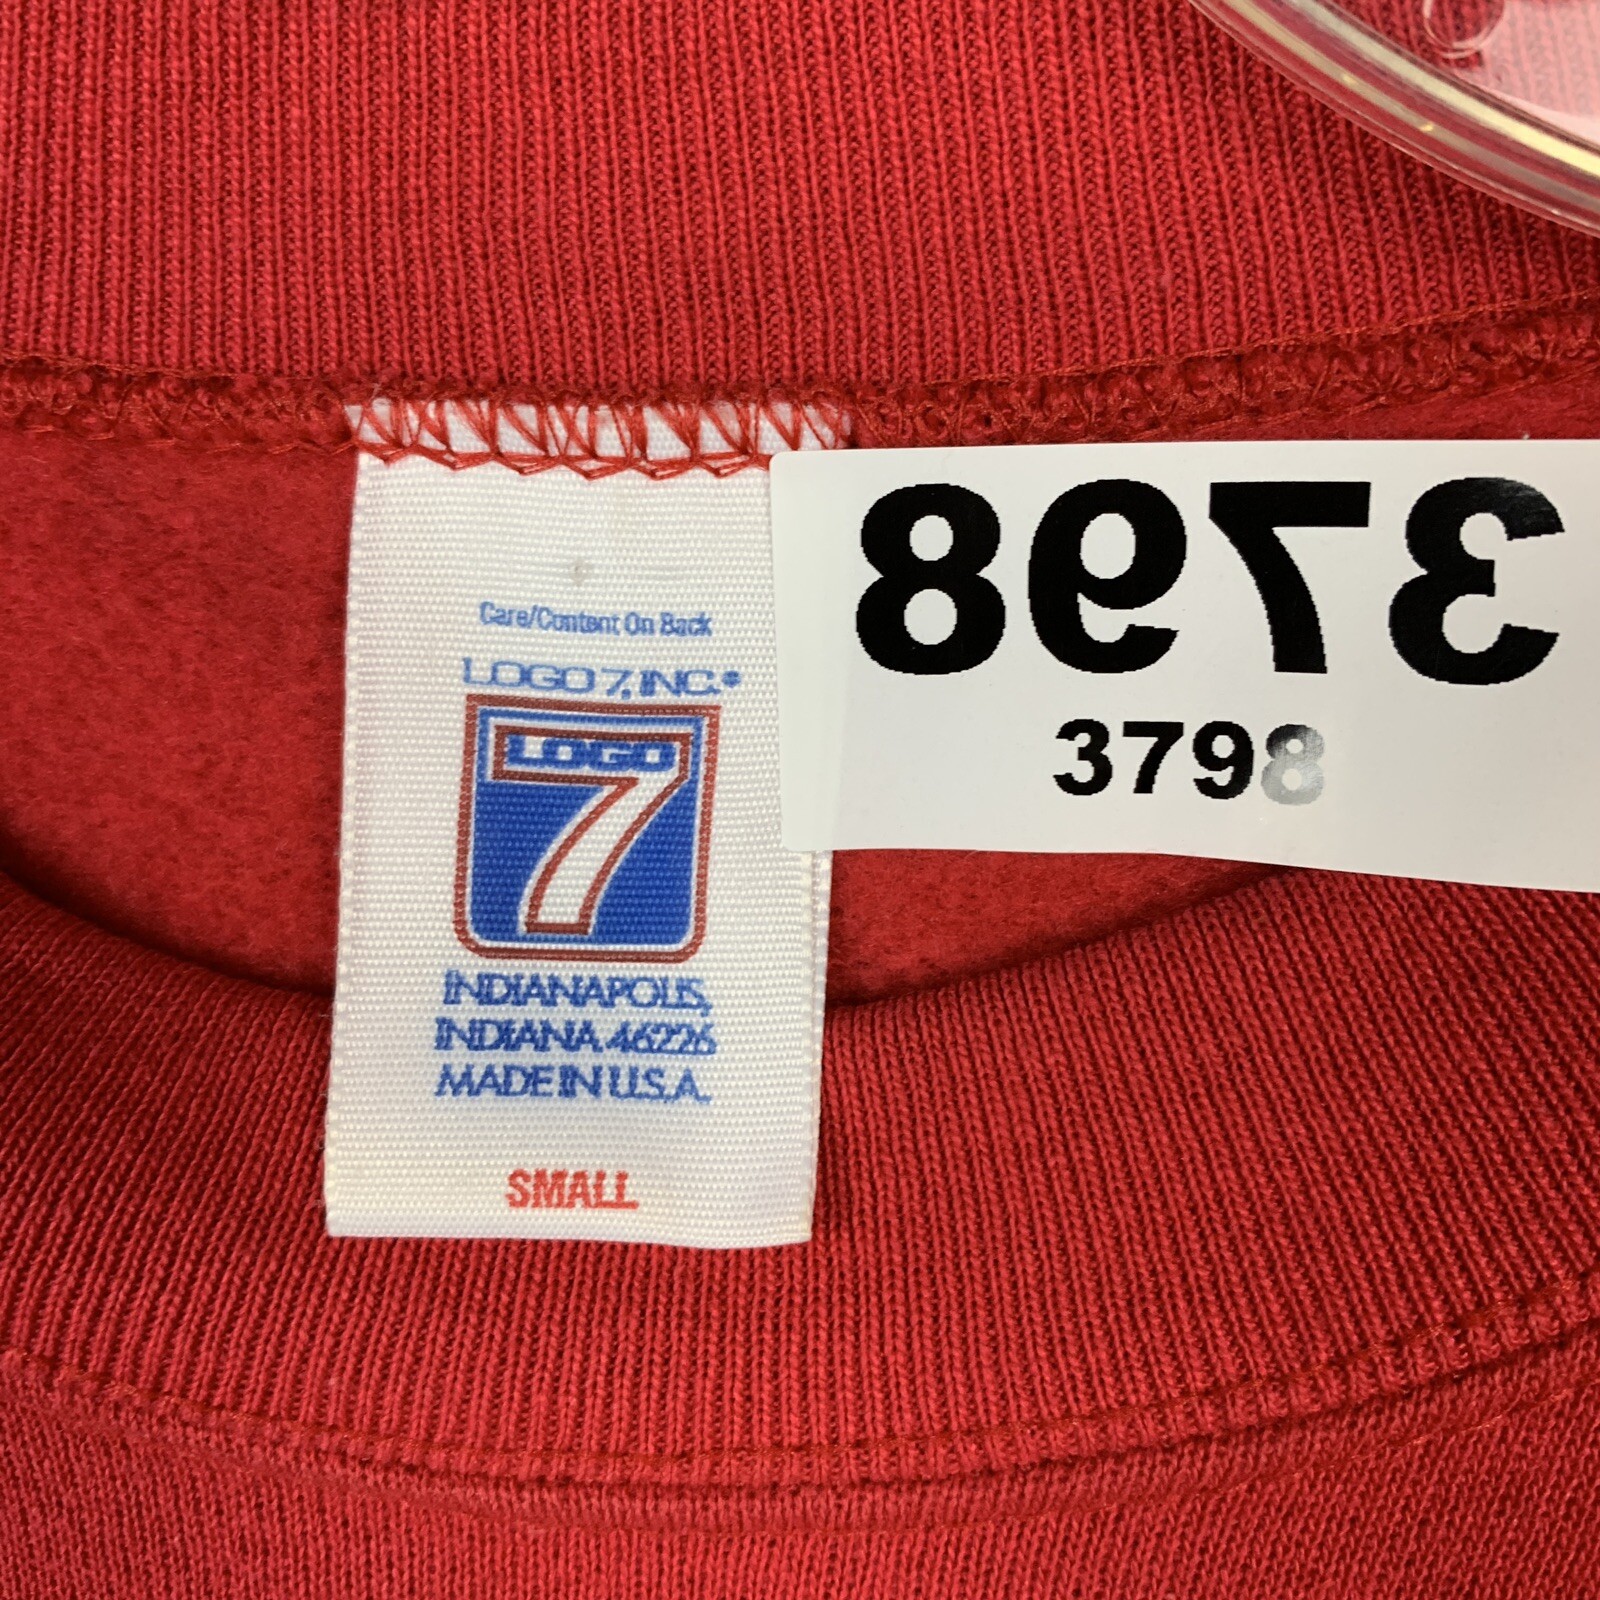 Care/Content On Back
LOGO 7, INC.®
LOGO
7
INDIANAPOLIS,
INDIANA 46226
MADE IN U.S.A.
SMALL
3798
3798